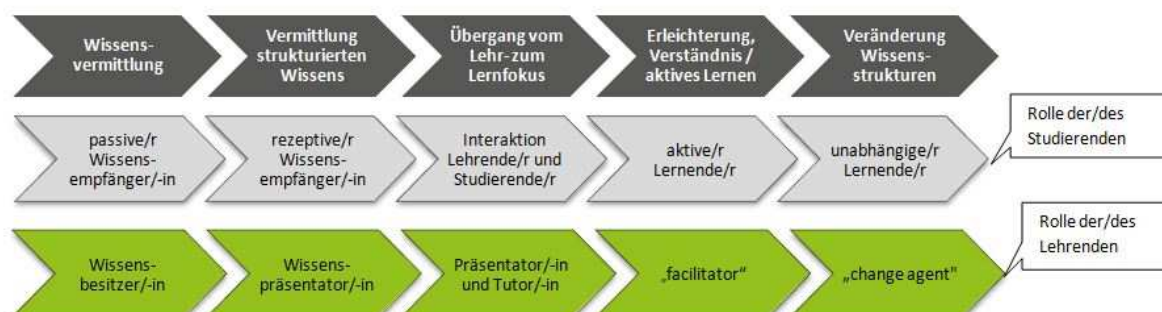 Wissens-
vermittlung
Vermittlung
strukturierten
Wissens
Übergang vom
Lehr- zum
Lernfokus
Erleichterung,
Verständnis /
aktives Lernen
Veränderung
Wissens-
strukturen
passive/r
Wissens-
empfänger/-in
rezeptive/r
Wissens-
empfänger/-in
Interaktion
Lehrende/r und
Studierende/r
aktive/r
Lernende/r
unabhängige/r
Lernende/r
Rolle der/des
Studierenden
Wissens-
besitzer/-in
Wissens-
präsentator/-in
Präsentator/-in
und Tutor/-in
„facilitator“
„change agent"
Rolle der/des
Lehrenden